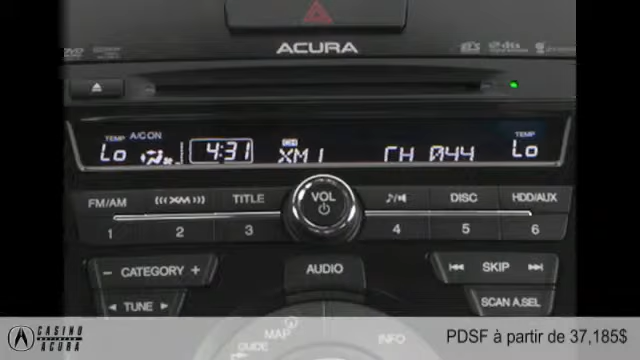 ACURA
dts
TEMP A/C ON
Lo 4:31 XM1 CH 044
TEMP
Lo
FM/AM (((XM))) TITLE VOL DISC HDD/AUX
1 2 3 4 5 6
− CATEGORY + AUDIO SKIP
TUNE SCAN A.SEL
MAP
GUIDE INFO
CASINO
ACURA
PDSF à partir de 37,185$